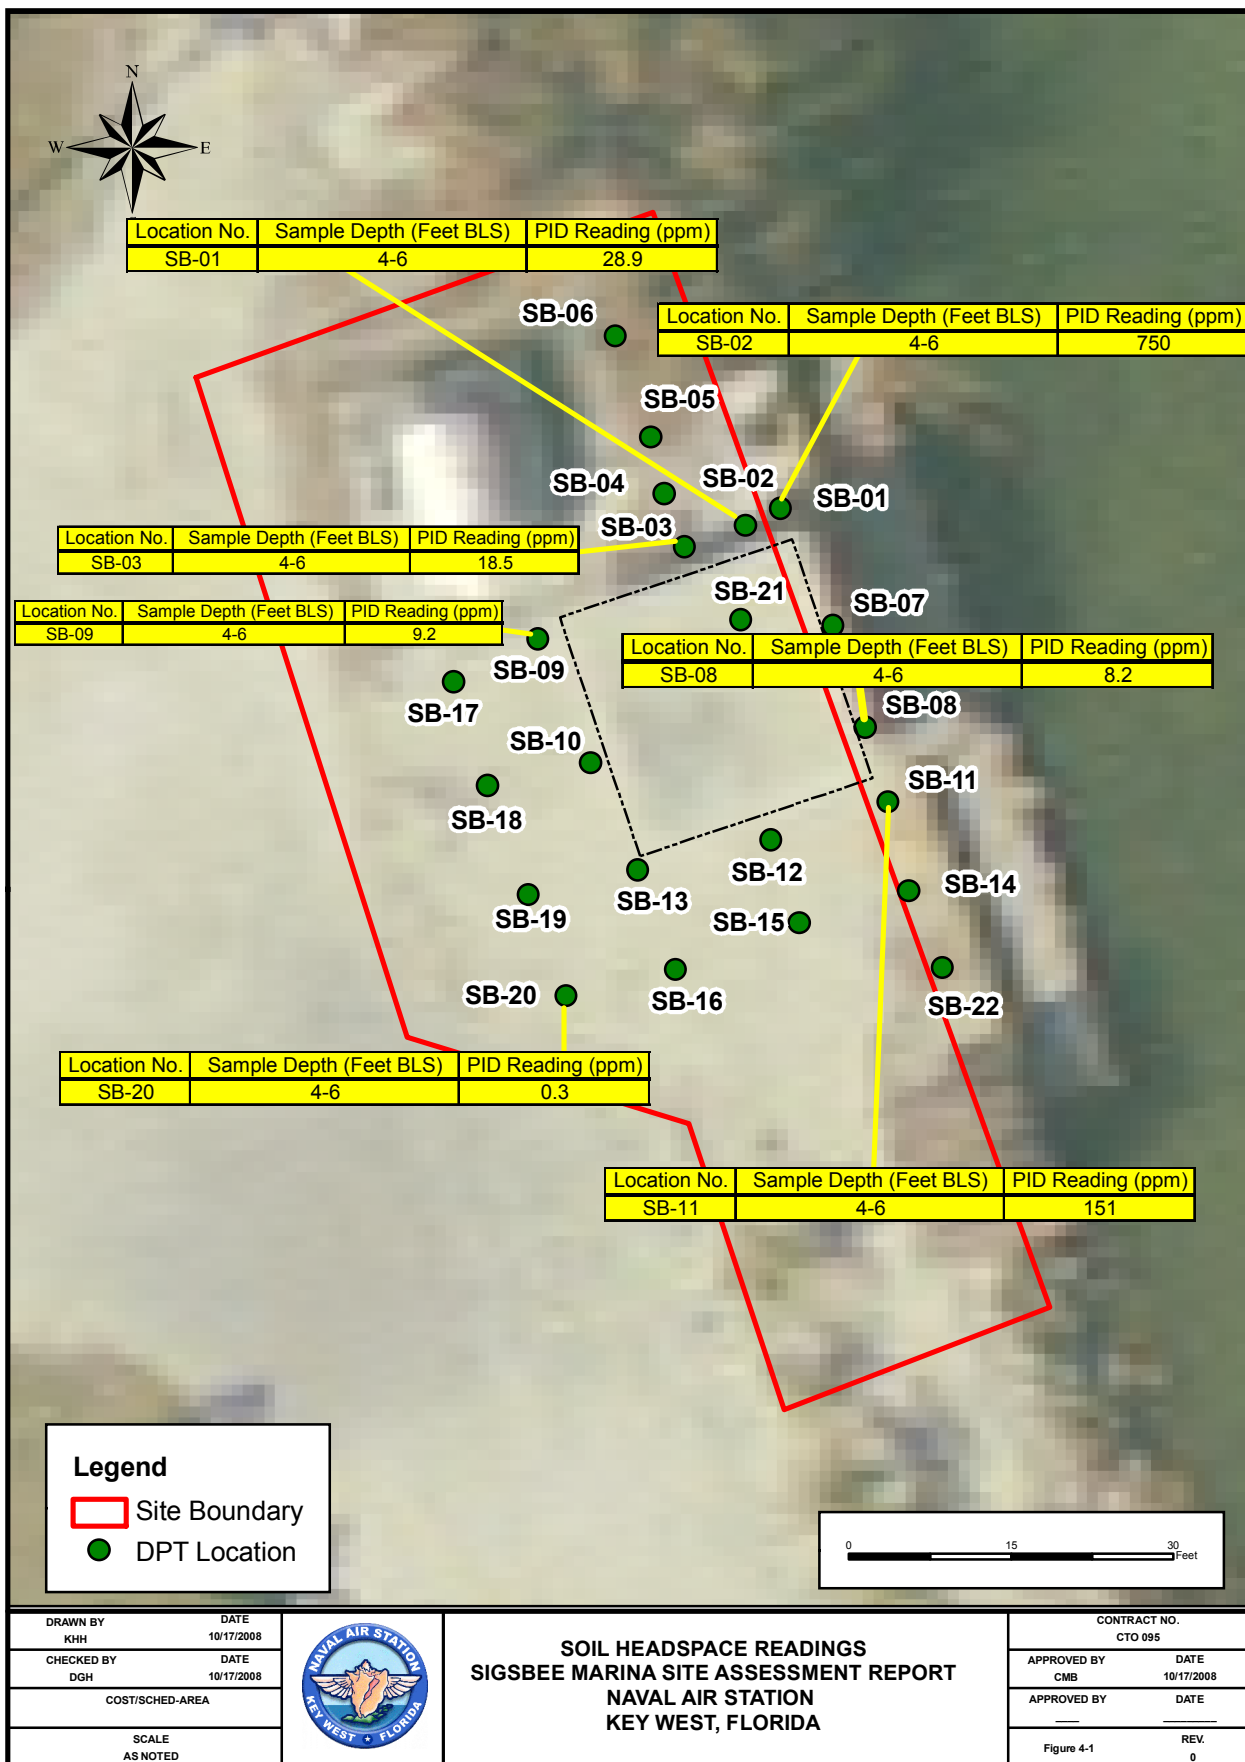 N
W E
Location No. Sample Depth (Feet BLS) PID Reading (ppm)
SB-01 4-6 28.9
SB-06
Location No. Sample Depth (Feet BLS) PID Reading (ppm)
SB-02 4-6 750
SB-05
SB-04
SB-02
SB-01
SB-03
Location No. Sample Depth (Feet BLS) PID Reading (ppm)
SB-03 4-6 18.5
Location No. Sample Depth (Feet BLS) PID Reading (ppm)
SB-09 4-6 9.2
SB-21
SB-07
SB-09
Location No. Sample Depth (Feet BLS) PID Reading (ppm)
SB-08 4-6 8.2
SB-17
SB-08
SB-10
SB-11
SB-18
SB-12
SB-13
SB-14
SB-19
SB-15
SB-16
SB-20
SB-22
Location No. Sample Depth (Feet BLS) PID Reading (ppm)
SB-20 4-6 0.3
Location No. Sample Depth (Feet BLS) PID Reading (ppm)
SB-11 4-6 151
Legend
Site Boundary
DPT Location
0 15 30
Feet
DRAWN BY DATE
KHH 10/17/2008
CHECKED BY DATE
DGH 10/17/2008
COST/SCHED-AREA
SCALE
AS NOTED
NAVAL AIR STATION
KEY WEST FLORIDA
SOIL HEADSPACE READINGS
SIGSBEE MARINA SITE ASSESSMENT REPORT
NAVAL AIR STATION
KEY WEST, FLORIDA
CONTRACT NO.
CTO 095
APPROVED BY DATE
CMB 10/17/2008
APPROVED BY DATE
Figure 4-1
REV.
0